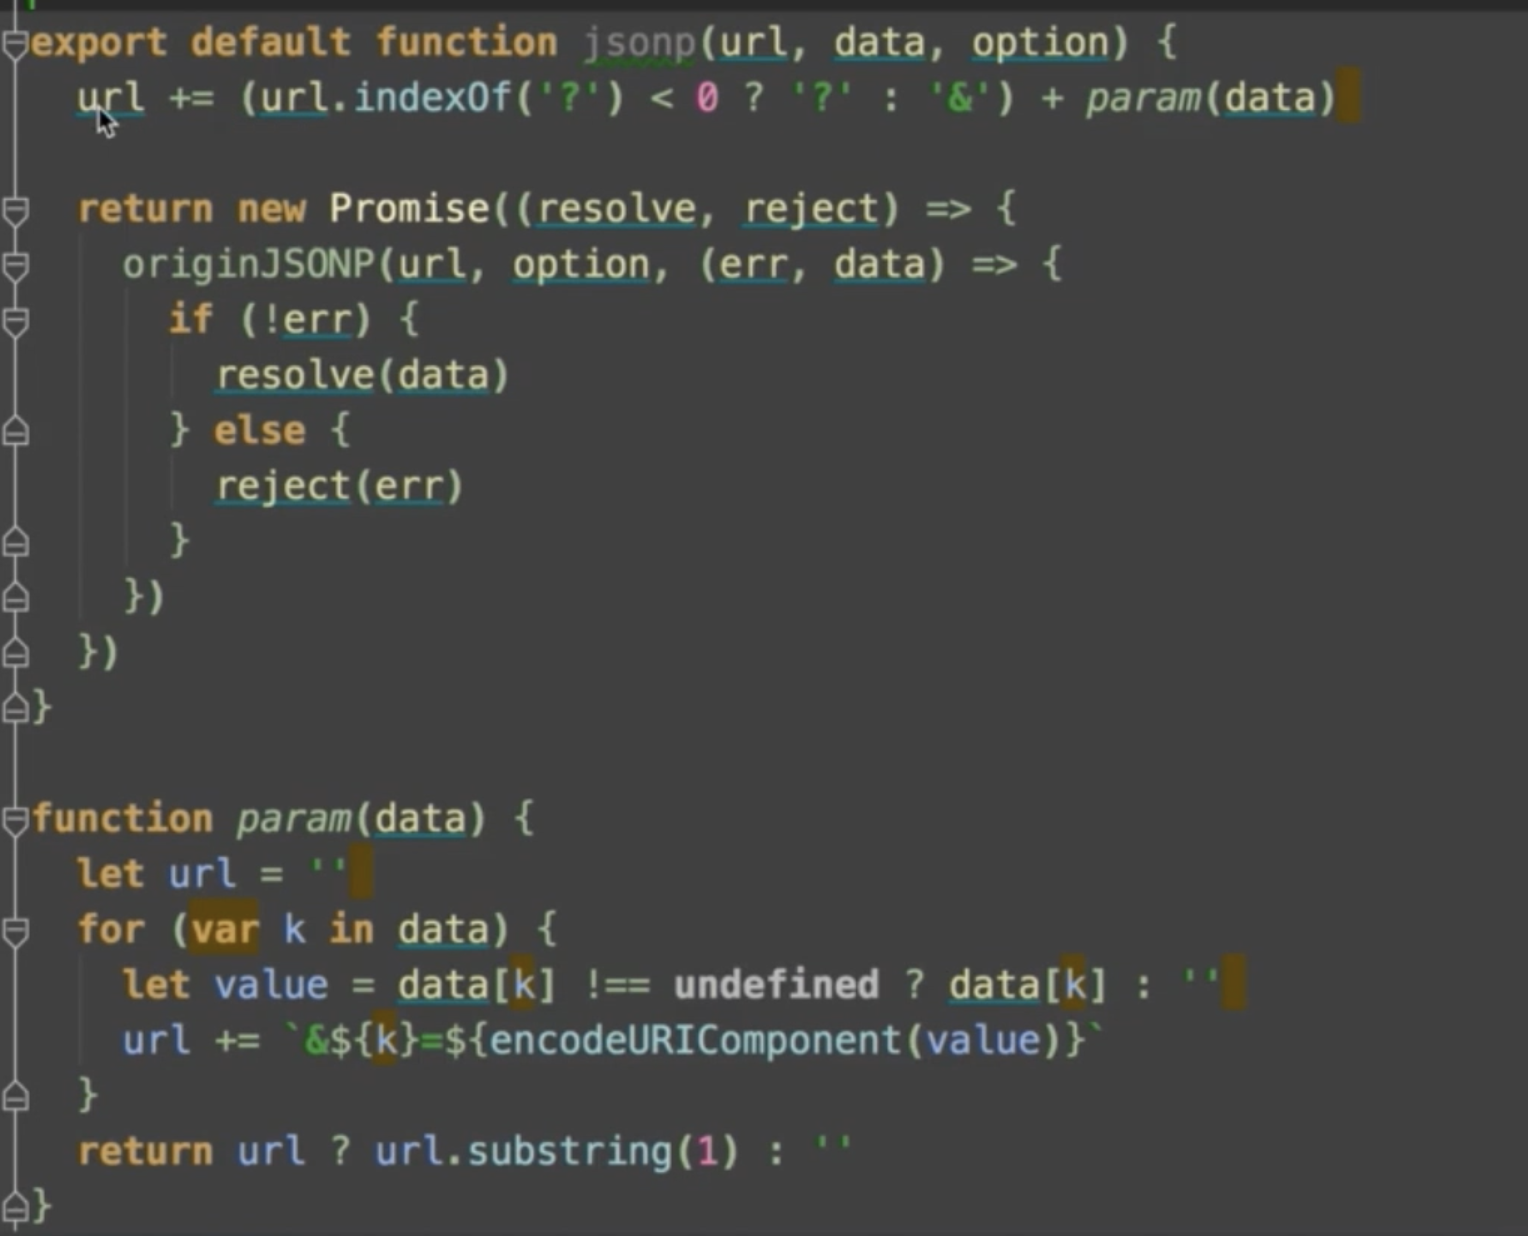 export default function jsonp(url, data, option) {
  url += (url.indexOf('?') < 0 ? '?' : '&') + param(data)

  return new Promise((resolve, reject) => {
    originJSONP(url, option, (err, data) => {
      if (!err) {
        resolve(data)
      } else {
        reject(err)
      }
    })
  })
}

function param(data) {
  let url = ''
  for (var k in data) {
    let value = data[k] !== undefined ? data[k] : ''
    url += `&${k}=${encodeURIComponent(value)}`
  }
  return url ? url.substring(1) : ''
}